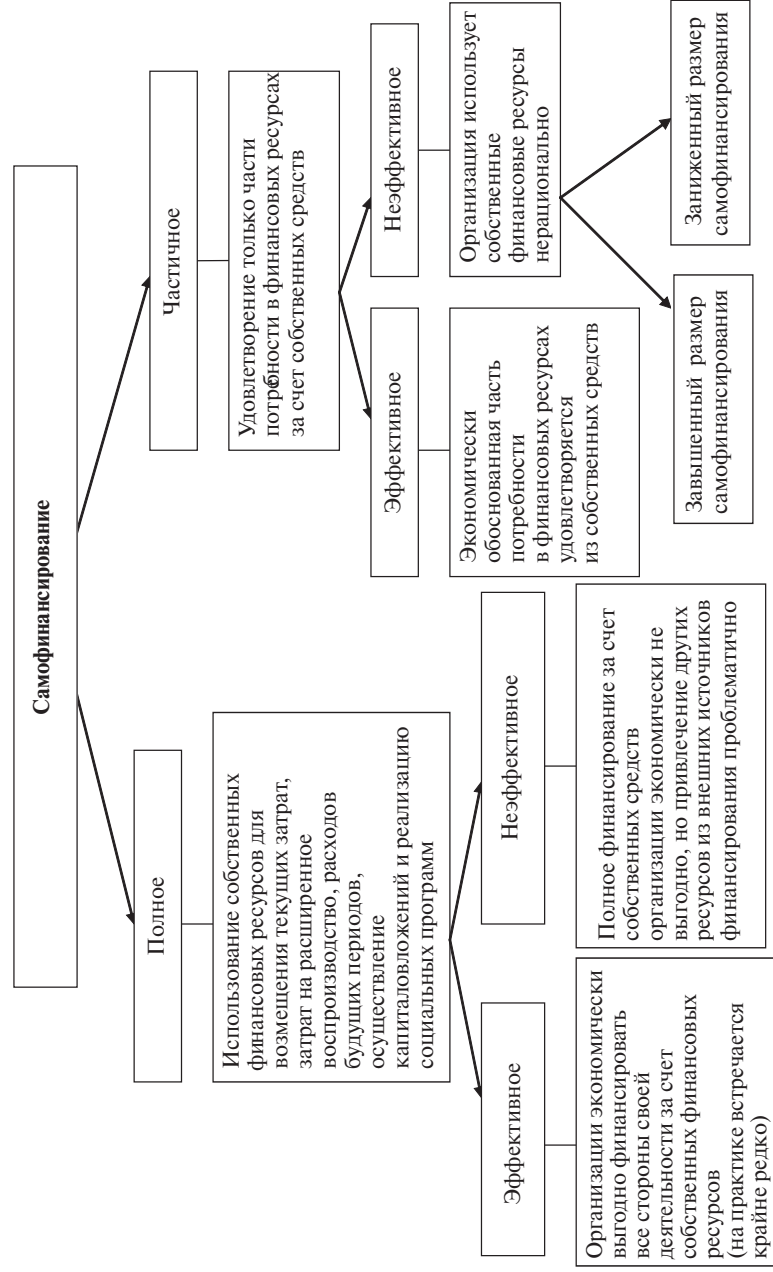 Самофинансирование
Полное
Использование собственных
финансовых ресурсов для
возмещения текущих затрат,
затрат на расширенное
воспроизводство, расходов
будущих периодов,
осуществление
капиталовложений и реализацию
социальных программ
Эффективное
Организации экономически
выгодно финансировать
все стороны своей
деятельности за счет
собственных финансовых
ресурсов
(на практике встречается
крайне редко)
Неэффективное
Полное финансирование за счет
собственных средств
организации экономически не
выгодно, но привлечение других
ресурсов из внешних источников
финансирования проблематично
Частичное
Удовлетворение только части
потребности в финансовых ресурсах
за счет собственных средств
Эффективное
Экономически
обоснованная часть
потребности
в финансовых ресурсах
удовлетворяется
из собственных средств
Неэффективное
Организация использует
собственные
финансовые ресурсы
нерационально
Завышенный размер
самофинансирования
Заниженный размер
самофинансирования